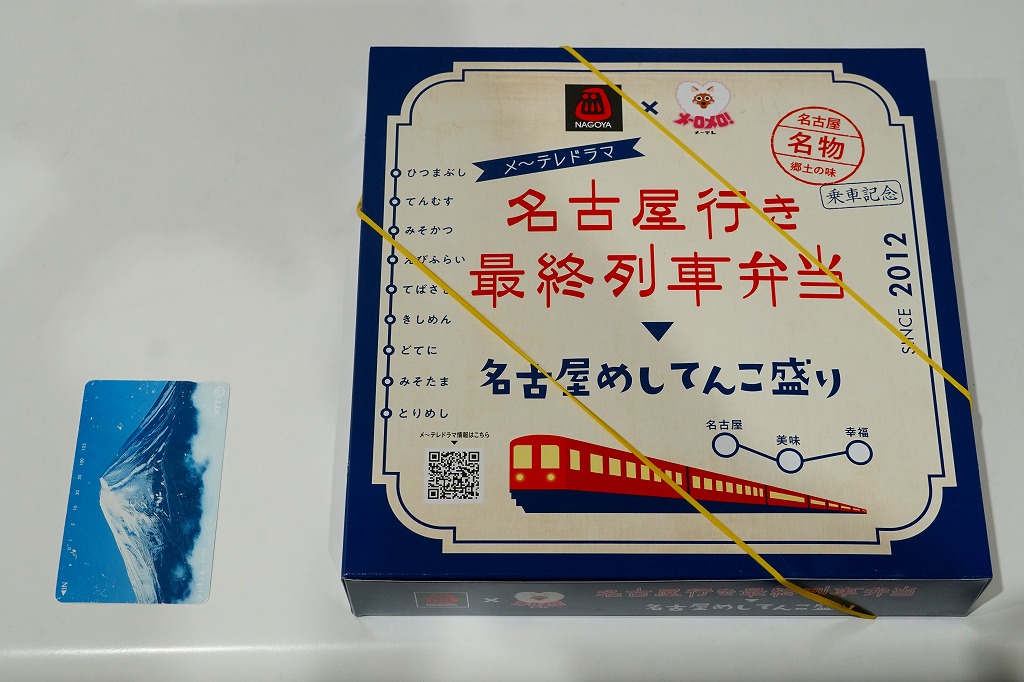 NAGOYA
×
メ〜テレ
名古屋
名物
郷土の味
乗車記念
SINCE 2012
メ〜テレドラマ
名古屋行き
最終列車弁当
名古屋めしてんこ盛り
ひつまぶし
てんむす
みそかつ
えびふらい
てばさき
きしめん
どてに
みそたま
とりめし
メ〜テレドラマ情報はこちら
名古屋
美味
幸福
×
名古屋行き最終列車弁当
名古屋めしてんこ盛り
IN